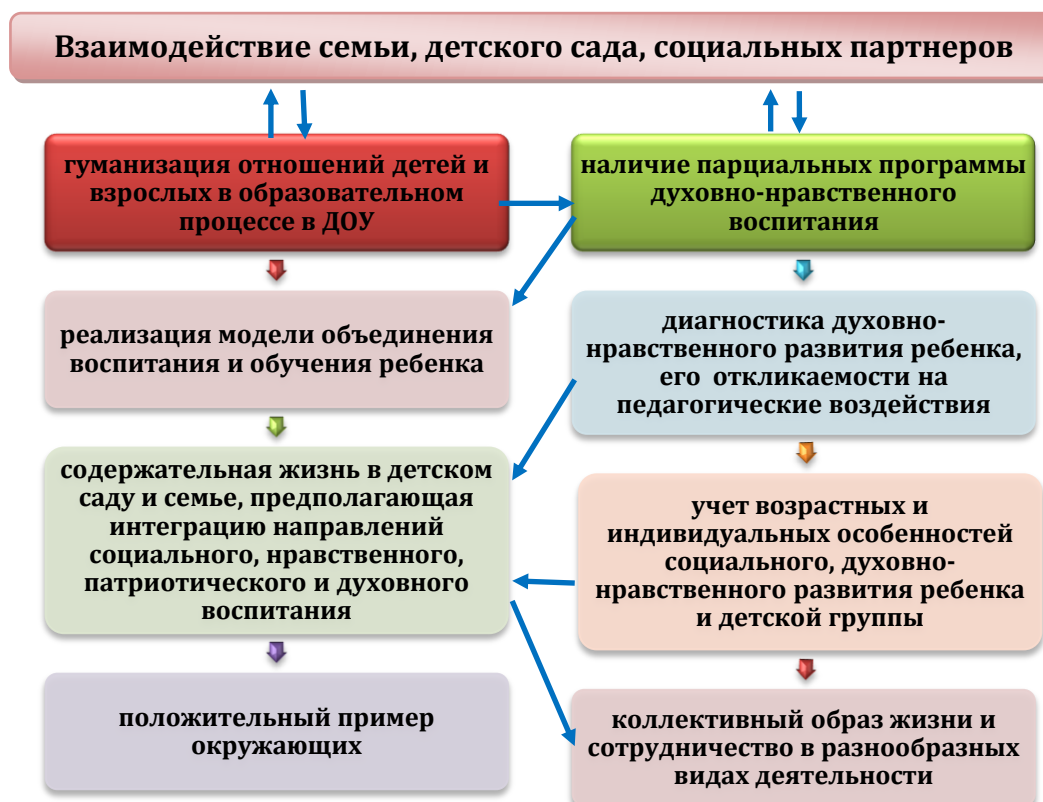 Взаимодействие семьи, детского сада, социальных партнеров
гуманизация отношений детей и
взрослых в образовательном
процессе в ДОУ
наличие парциальных программы
духовно-нравственного
воспитания
реализация модели объединения
воспитания и обучения ребенка
диагностика духовно-
нравственного развития ребенка,
его откликаемости на
педагогические воздействия
содержательная жизнь в детском
саду и семье, предполагающая
интеграцию направлений
социального, нравственного,
патриотического и духовного
воспитания
учет возрастных и
индивидуальных особенностей
социального, духовно-
нравственного развития ребенка
и детской группы
положительный пример
окружающих
коллективный образ жизни и
сотрудничество в разнообразных
видах деятельности